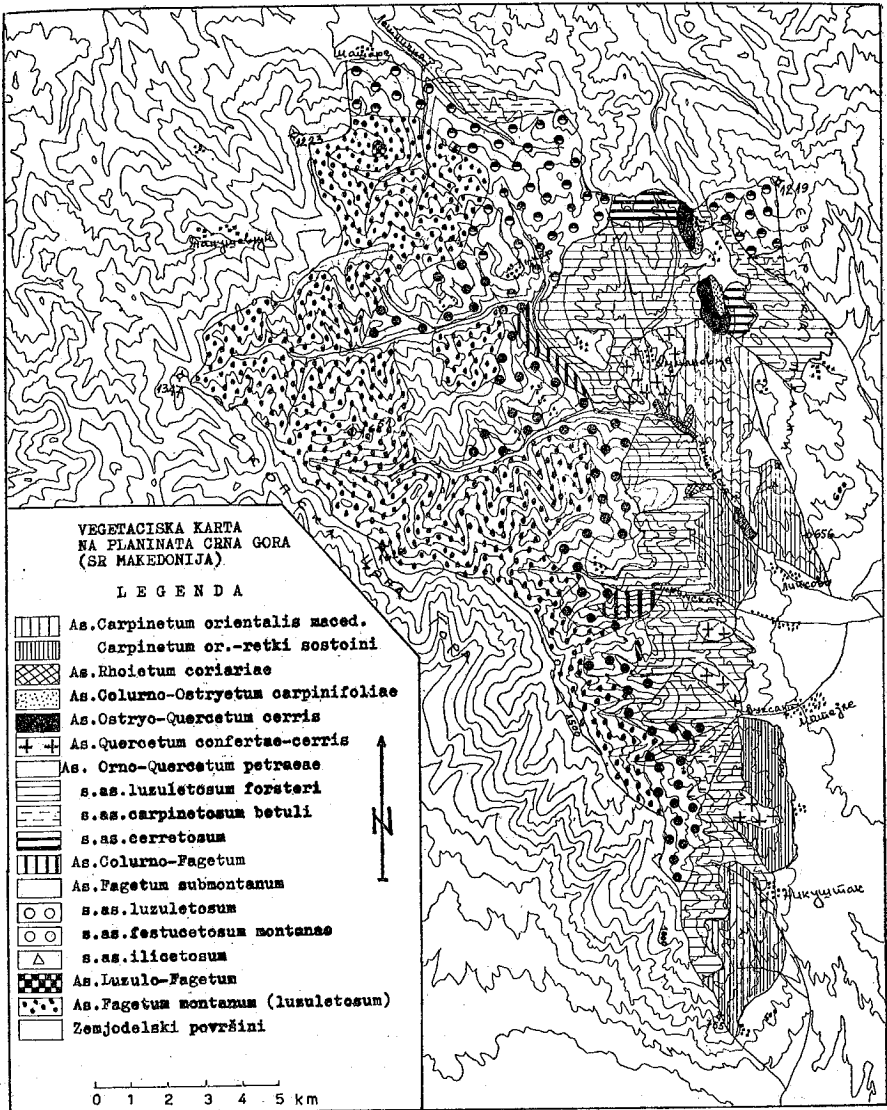 Матејче
1219
1347
656
Никуштак
VEGETACISKA KARTA
NA PLANINATA CRNA GORA
(SR MAKEDONIJA)
LEGENDA
As.Carpinetum orientalis maced.
Carpinetum or.-retki sostoini
As.Rhoietum coriariae
As.Colurno-Ostryetum carpinifoliae
As.Ostryo-Quercetum cerris
As.Quercetum confertae-cerris
As. Orno-Quercetum petraeae
s.as.luzuletosum forsteri
s.as.carpinetosum betuli
s.as.cerretosum
As.Colurno-Fagetum
As.Fagetum submontanum
s.as.luzuletosum
s.as.festucetosum montanae
s.as.ilicetosum
As.Luzulo-Fagetum
As.Fagetum montanum (luzuletosum)
Zemjodelski površini
N
0 1 2 3 4 5 km